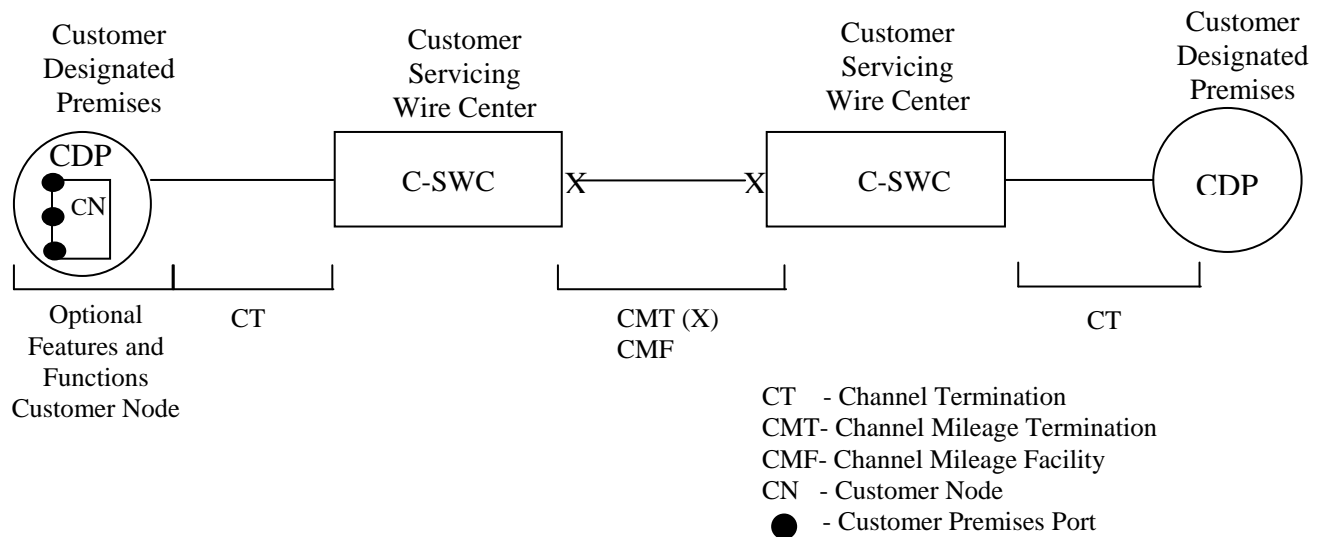 Customer
Designated
Premises
Customer
Servicing
Wire Center
Customer
Servicing
Wire Center
Customer
Designated
Premises
CDP
CN
C-SWC
X
X
C-SWC
CDP
Optional
Features and
Functions
Customer Node
CT
CMT (X)
CMF
CT
CT - Channel Termination
CMT- Channel Mileage Termination
CMF- Channel Mileage Facility
CN - Customer Node
- Customer Premises Port